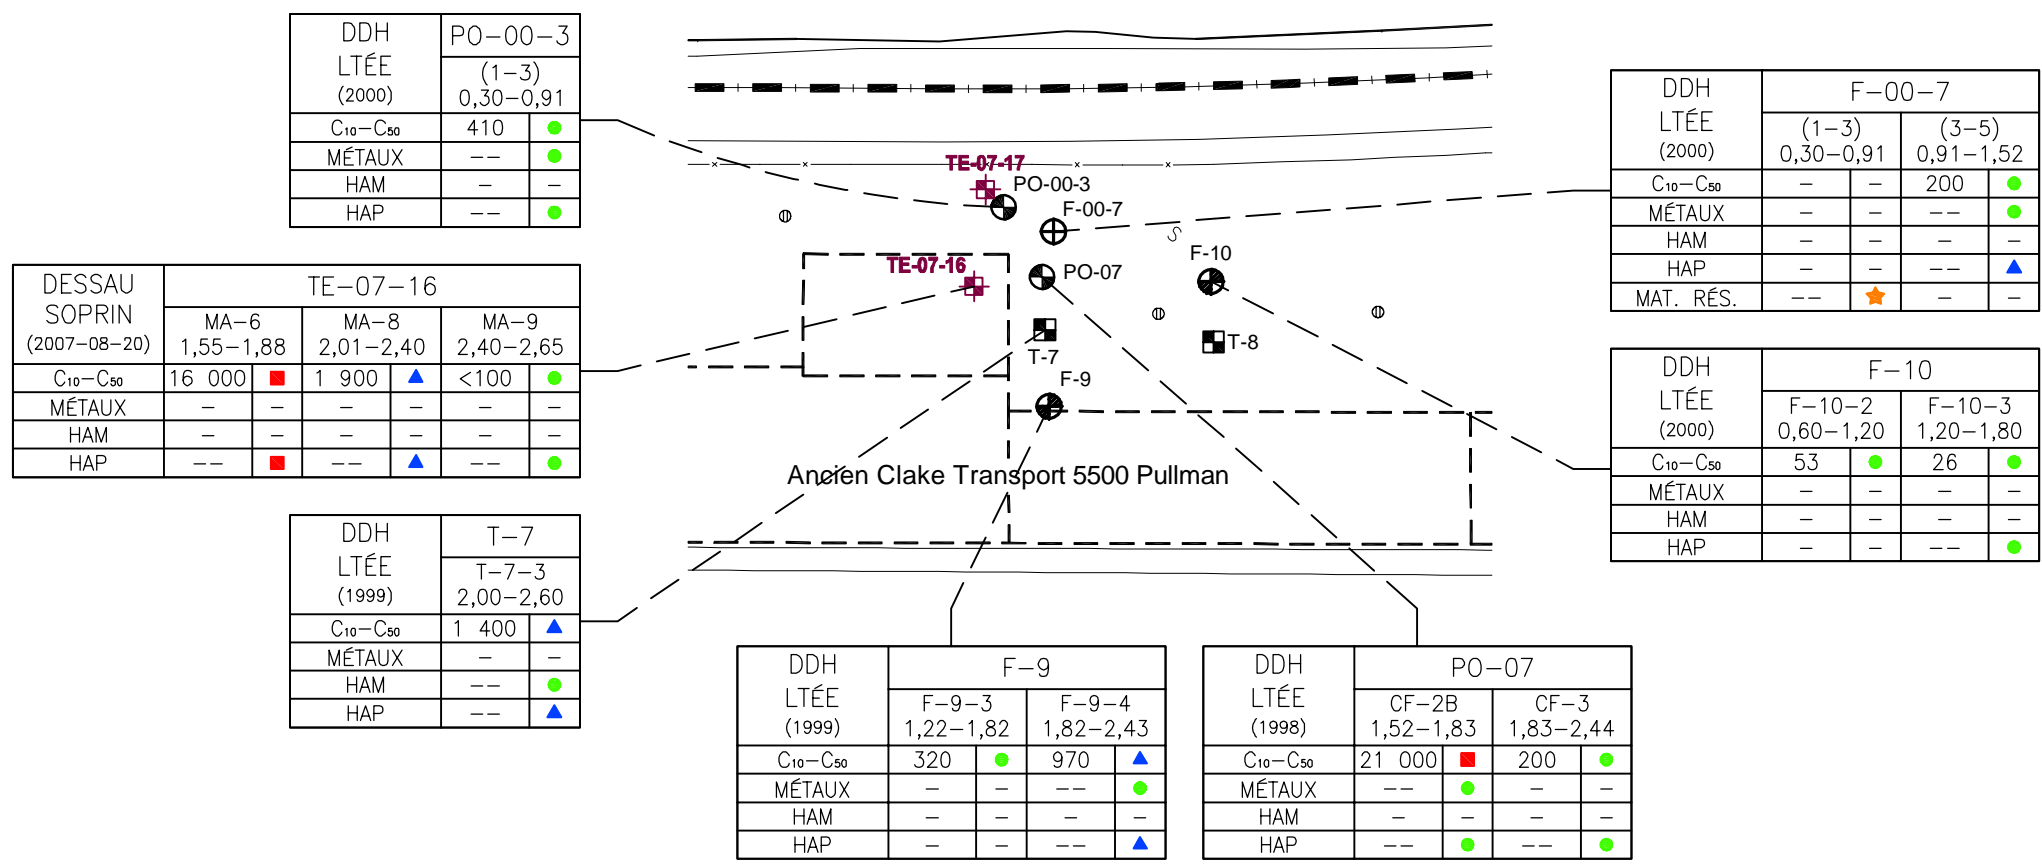 DDH LTÉE (2000) PO-00-3
(1-3)
0,30-0,91
C10-C50 410
MÉTAUX --
HAM - -
HAP --
DESSAU SOPRIN (2007-08-20) TE-07-16
MA-6 MA-8 MA-9
1,55-1,88 2,01-2,40 2,40-2,65
C10-C50 16 000 1 900 <100
MÉTAUX - - - - - -
HAM - - - - - -
HAP -- -- --
DDH LTÉE (1999) T-7
T-7-3
2,00-2,60
C10-C50 1 400
MÉTAUX - -
HAM --
HAP --
TE-07-17
PO-00-3
F-00-7
S
F-10
TE-07-16
PO-07
T-7
T-8
F-9
Ancien Clake Transport 5500 Pullman
DDH LTÉE (1999) F-9
F-9-3 F-9-4
1,22-1,82 1,82-2,43
C10-C50 320 970
MÉTAUX - - --
HAM - - - -
HAP - - --
DDH LTÉE (1998) PO-07
CF-2B CF-3
1,52-1,83 1,83-2,44
C10-C50 21 000 200
MÉTAUX -- - -
HAM - - - -
HAP -- --
DDH LTÉE (2000) F-00-7
(1-3) (3-5)
0,30-0,91 0,91-1,52
C10-C50 - - 200
MÉTAUX - - --
HAM - - - -
HAP - - --
MAT. RÉS. -- - -
DDH LTÉE (2000) F-10
F-10-2 F-10-3
0,60-1,20 1,20-1,80
C10-C50 53 26
MÉTAUX - - - -
HAM - - - -
HAP - - --